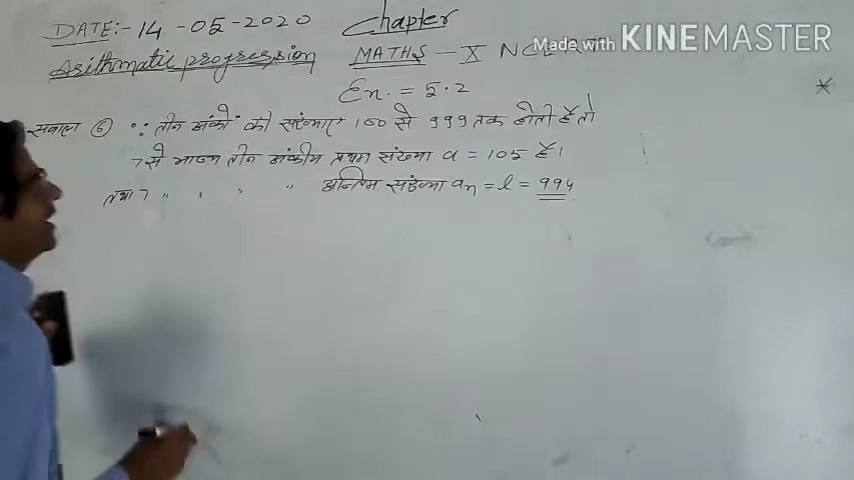 DATE:- 14 -05-2020 Chapter
Made with KINEMASTER
Arithmatic progression MATHS - X NCERT
Ex. = 5.2
सवाल ⑥ ∵ तीन अंको की संख्याए 100 से 999 तक होती हैं तो
7 से भाज्य तीन अंकीय प्रथम संख्या a = 105 है।
तथा 7 " " " " अन्तिम संख्या an = l = 994